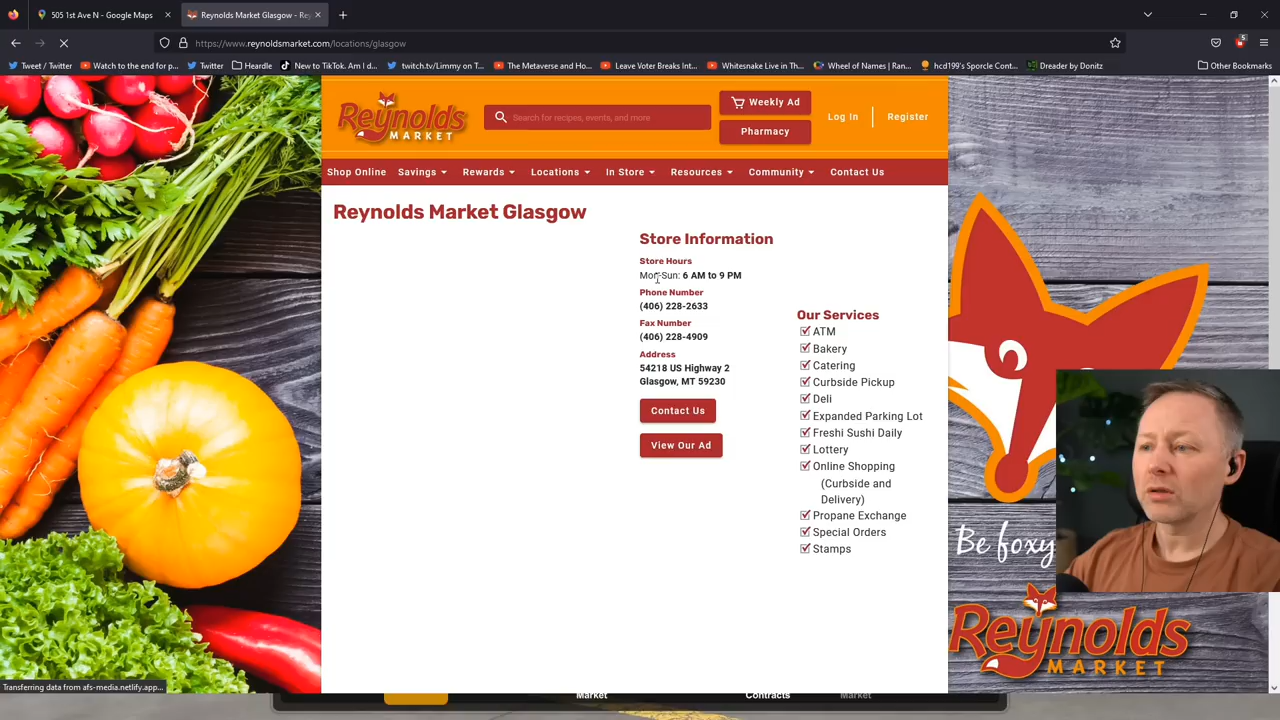 505 1st Ave N - Google Maps
Reynolds Market Glasgow - Re
https://www.reynoldsmarket.com/locations/glasgow
5
Tweet / Twitter
Watch to the end for p...
Twitter
Heardle
New to TikTok. Am I d...
twitch.tv/Limmy on T...
The Metaverse and Ho...
Leave Voter Breaks Int...
Whitesnake Live in Th...
Wheel of Names | Ran...
hcd199's Sporcle Cont...
Dreader by Donitz
Other Bookmarks
Reynolds
MARKET
Search for recipes, events, and more
Weekly Ad
Pharmacy
Log In
Register
Shop Online
Savings
Rewards
Locations
In Store
Resources
Community
Contact Us
Reynolds Market Glasgow
Store Information
Store Hours
Mon-Sun: 6 AM to 9 PM
Phone Number
(406) 228-2633
Fax Number
(406) 228-4909
Address
54218 US Highway 2
Glasgow, MT 59230
Contact Us
View Our Ad
Our Services
ATM
Bakery
Catering
Curbside Pickup
Deli
Expanded Parking Lot
Freshi Sushi Daily
Lottery
Online Shopping
(Curbside and
Delivery)
Propane Exchange
Special Orders
Stamps
Be foxy
Reynolds
MARKET
Transferring data from afs-media.netlify.app...
Market
Contracts
Market